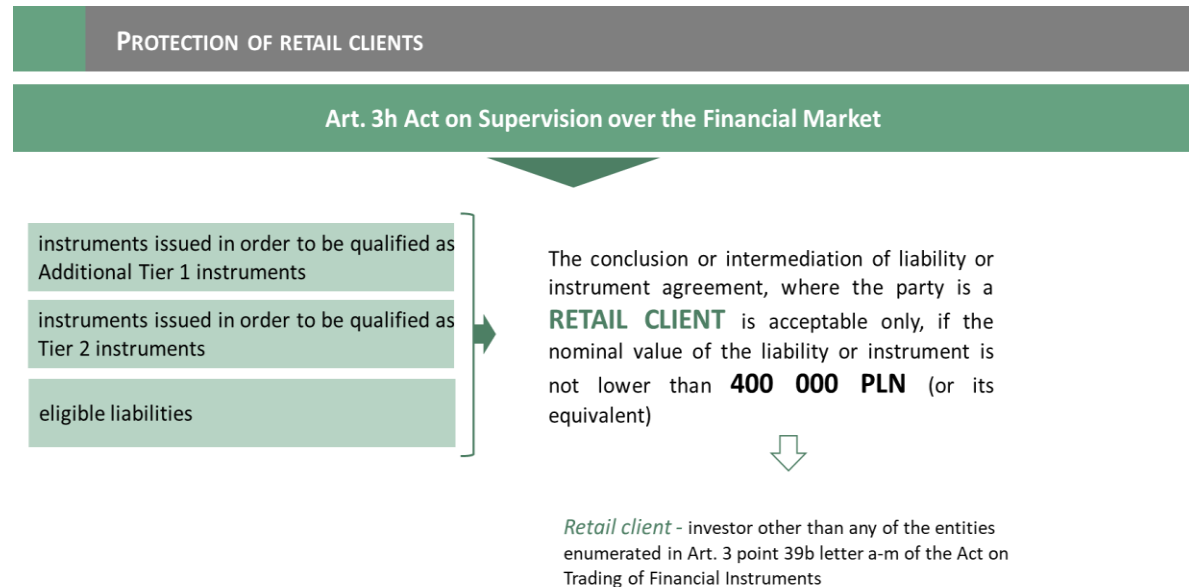 PROTECTION OF RETAIL CLIENTS
Art. 3h Act on Supervision over the Financial Market
instruments issued in order to be qualified as
Additional Tier 1 instruments
instruments issued in order to be qualified as
Tier 2 instruments
eligible liabilities
The conclusion or intermediation of liability or
instrument agreement, where the party is a
RETAIL CLIENT is acceptable only, if the
nominal value of the liability or instrument is
not lower than 400 000 PLN (or its
equivalent)
Retail client - investor other than any of the entities
enumerated in Art. 3 point 39b letter a-m of the Act on
Trading of Financial Instruments